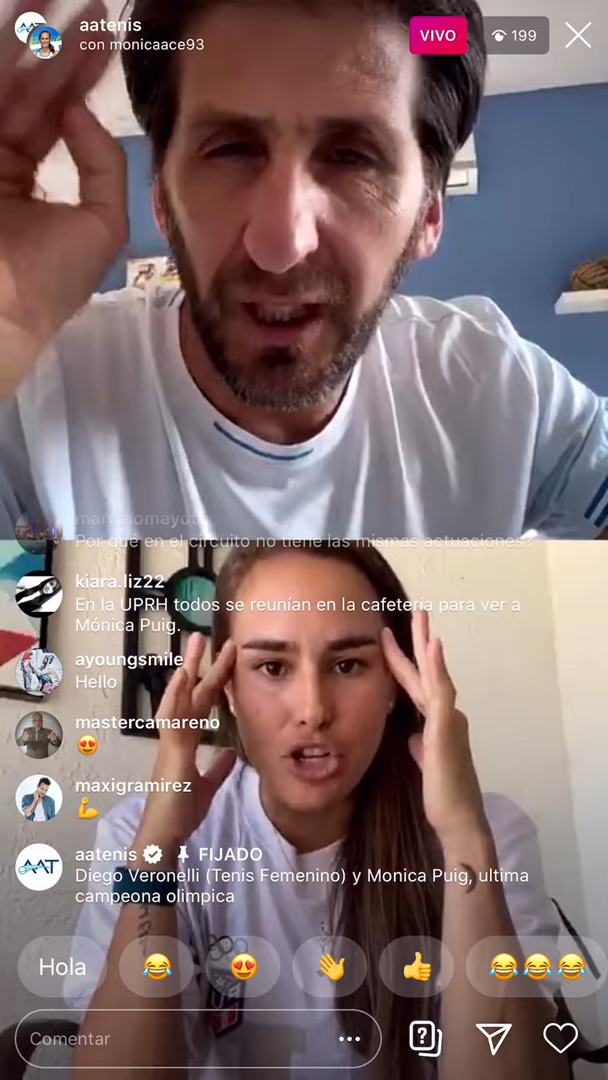 aatenis
con monicaace93
VIVO
199
Por qué en el circuito no tiene las mismas actuaciones?
kiara.liz22
En la UPRH todos se reunían en la cafetería para ver a
Mónica Puig.
ayoungsmile
Hello
mastercamareno
😍
maxigramirez
💪
aatenis FIJADO
AAT
Diego Veronelli (Tenis Femenino) y Monica Puig, ultima
campeona olimpica
Hola 😂 😍 👋 👍 😂😂😂
Comentar